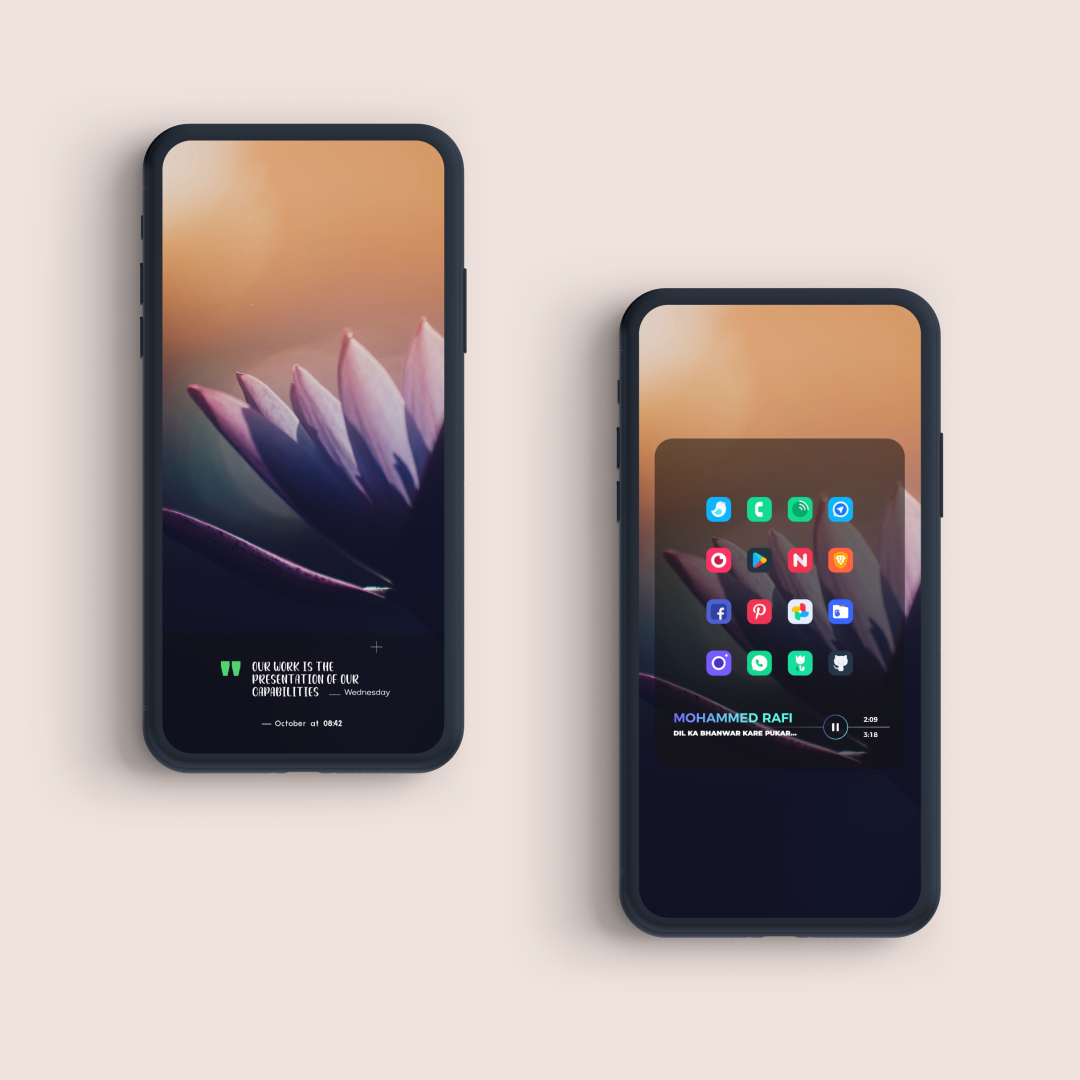 OUR WORK IS THE
PRESENTATION OF OUR
CAPABILITIES
Wednesday
October at 08:42
MOHAMMED RAFI
DIL KA BHANWAR KARE PUKAR...
2:09
3:18